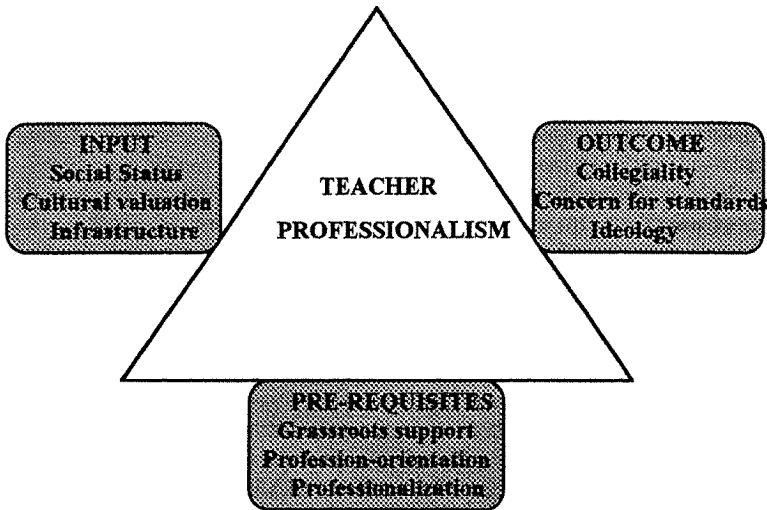 INPUT
Social Status
Cultural valuation
Infrastructure
TEACHER
PROFESSIONALISM
OUTCOME
Collegiality
Concern for standards
Ideology
PRE-REQUISITES
Grassroots support
Profession-orientation
Professionalization